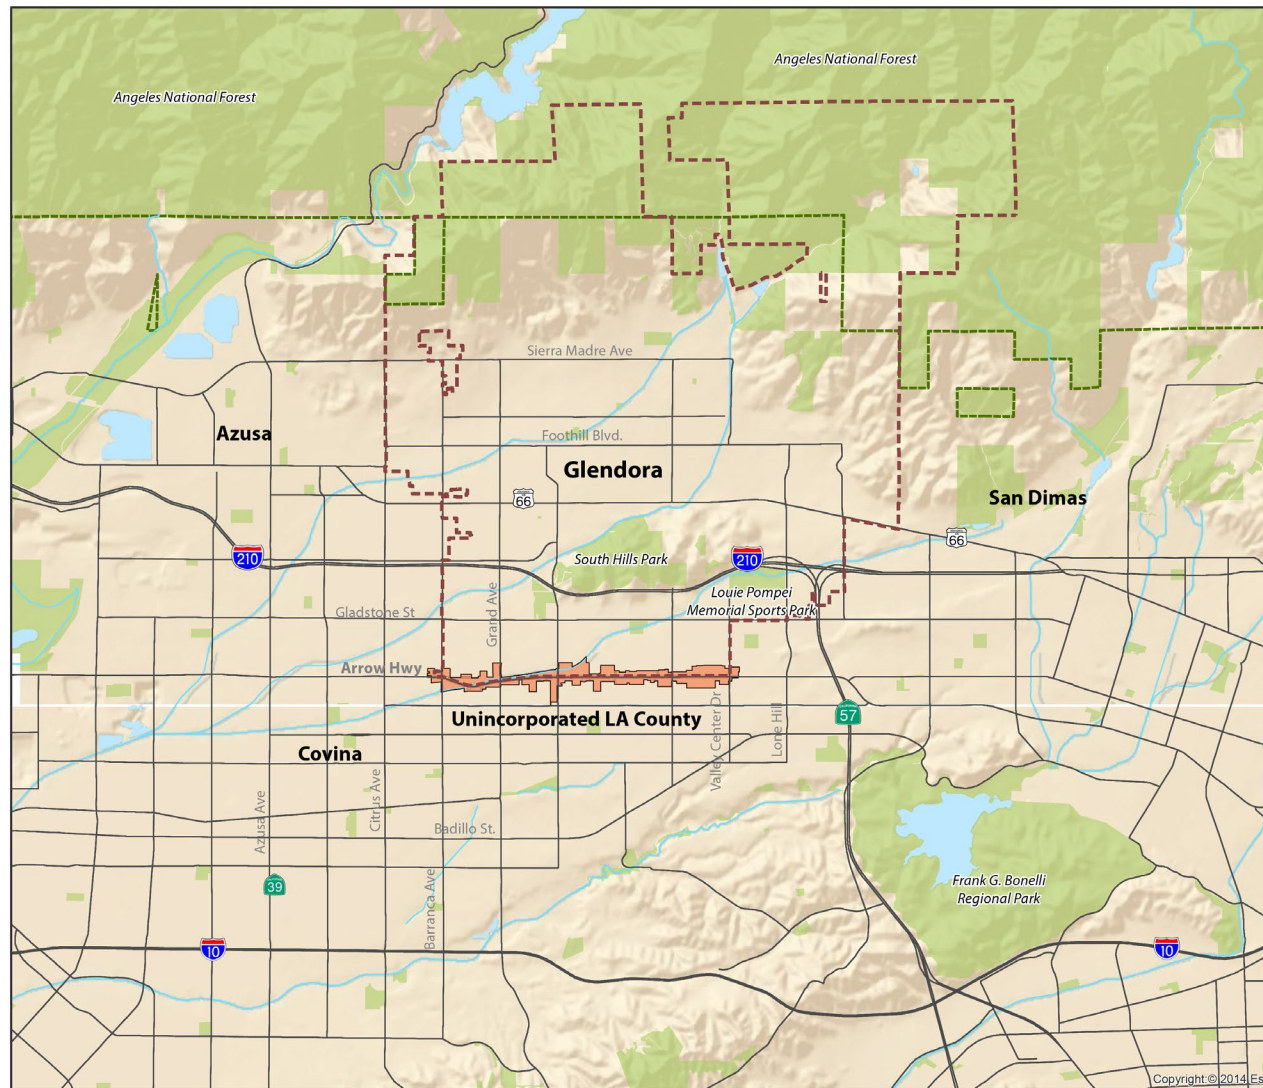 Angeles National Forest
Angeles National Forest
Sierra Madre Ave
Azusa
Foothill Blvd.
Glendora
66
San Dimas
66
210
South Hills Park
210
Louie Pompei
Memorial Sports Park
Gladstone St
Grand Ave
Arrow Hwy
Unincorporated LA County
Valley Center Dr
Lone Hill
57
Covina
Azusa Ave
Citrus Ave
Badillo St.
39
Barranca Ave
Frank G. Bonelli
Regional Park
10
10
Copyright:© 2014 Es